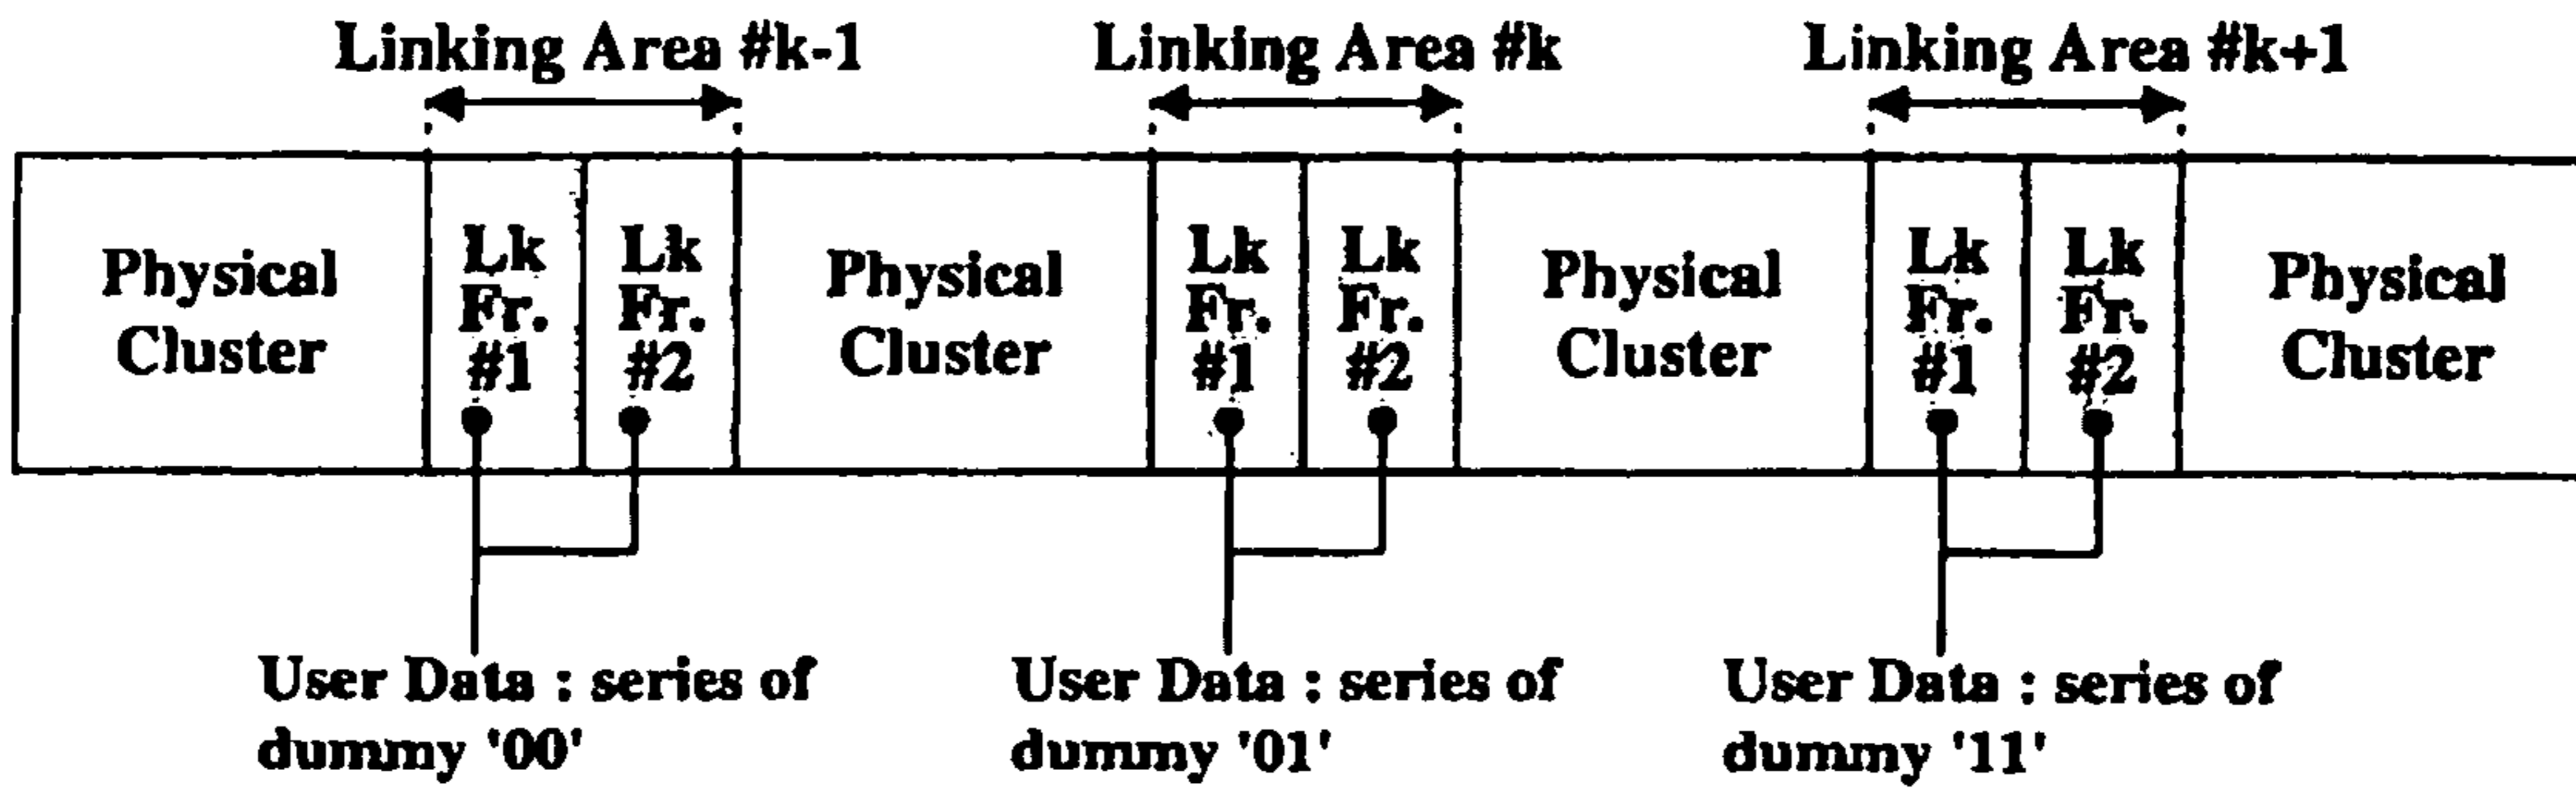 Linking Area #k-1
Linking Area #k
Linking Area #k+1
Physical
Cluster
Lk
Fr.
#1
Lk
Fr.
#2
Physical
Cluster
Lk
Fr.
#1
Lk
Fr.
#2
Physical
Cluster
Lk
Fr.
#1
Lk
Fr.
#2
Physical
Cluster
User Data : series of
dummy '00'
User Data : series of
dummy '01'
User Data : series of
dummy '11'